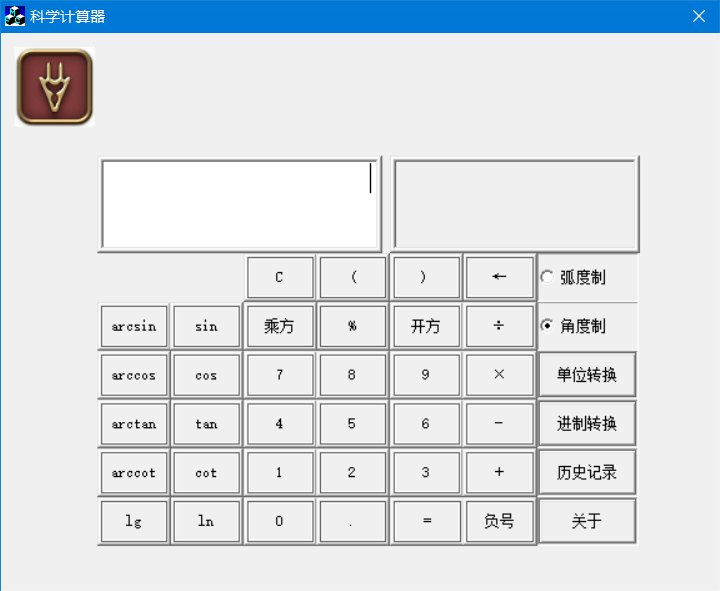 科学计算器
C ( ) ← 弧度制
arcsin sin 乘方 % 开方 ÷ 角度制
arccos cos 7 8 9 × 单位转换
arctan tan 4 5 6 - 进制转换
arccot cot 1 2 3 + 历史记录
lg ln 0 . = 负号 关于